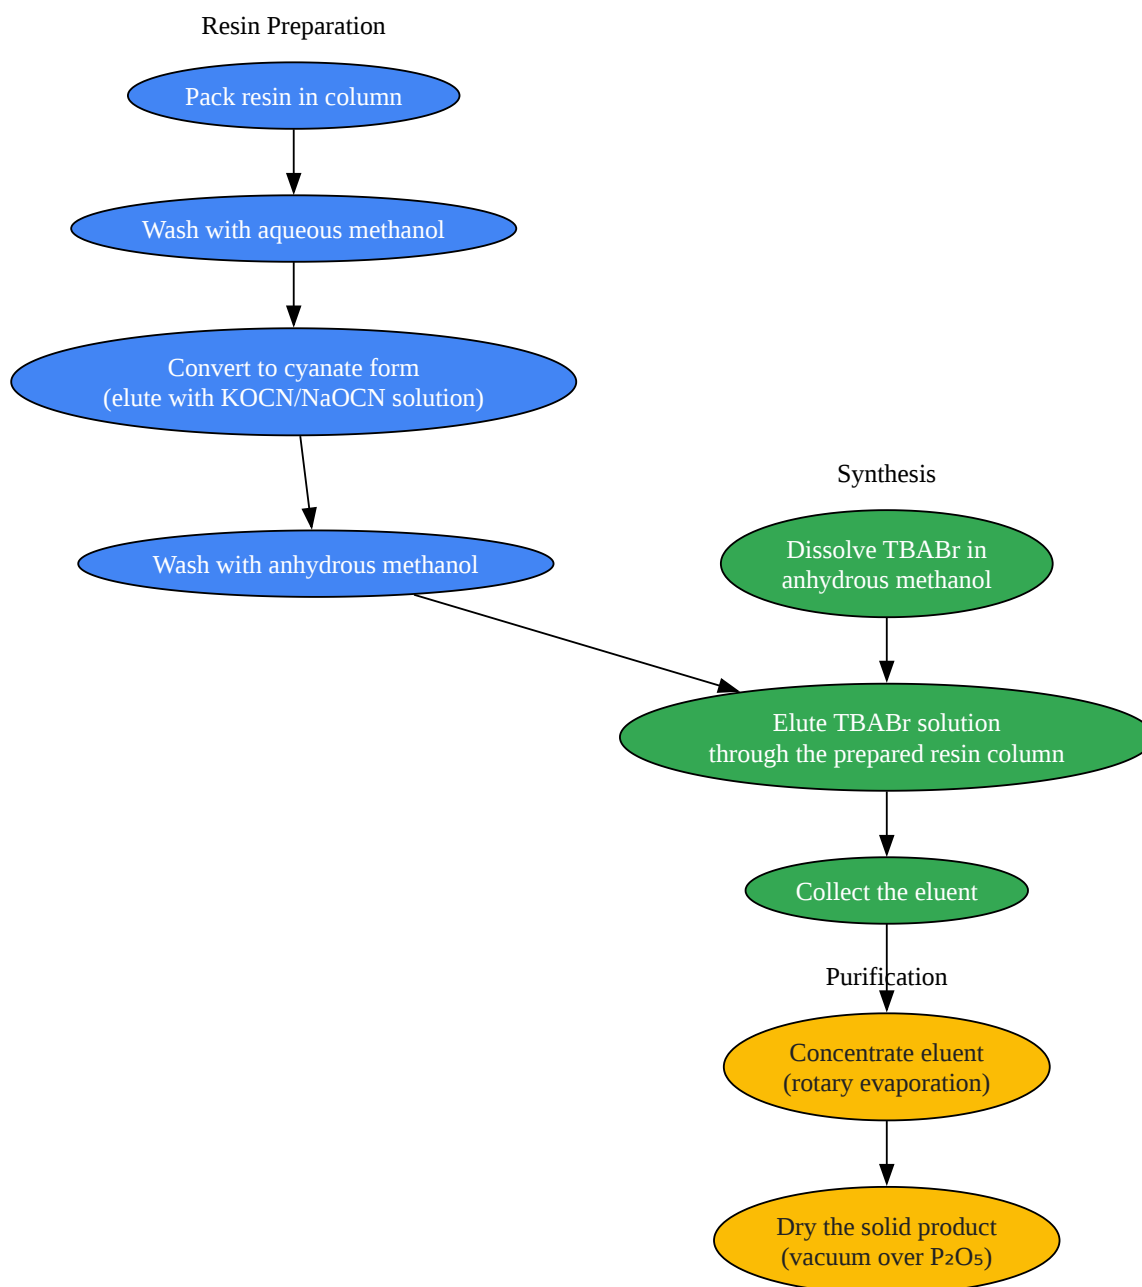 Resin Preparation
Pack resin in column
Wash with aqueous methanol
Convert to cyanate form
(elute with KOCN/NaOCN solution)
Wash with anhydrous methanol
Synthesis
Dissolve TBABr in
anhydrous methanol
Elute TBABr solution
through the prepared resin column
Collect the eluent
Purification
Concentrate eluent
(rotary evaporation)
Dry the solid product
(vacuum over P₂O₅)